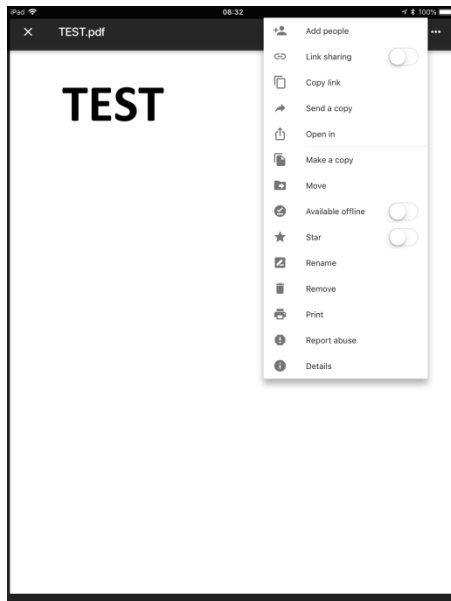 iPad 08:32 100%
TEST.pdf
TEST
Add people
Link sharing
Copy link
Send a copy
Open in
Make a copy
Move
Available offline
Star
Rename
Remove
Print
Report abuse
Details